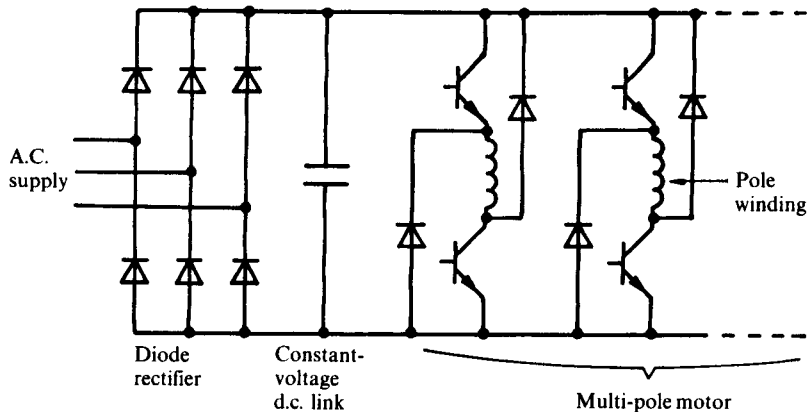 A.C.
supply
Pole
winding
Diode
rectifier
Constant-
voltage
d.c. link
Multi-pole motor